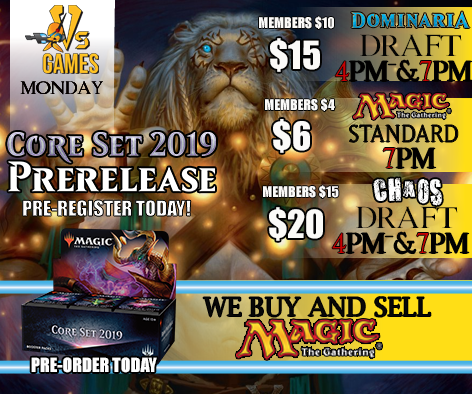 Vs
GAMES
MONDAY
CORE SET 2019
PRERELEASE
PRE-REGISTER TODAY!
MEMBERS $10
$15
DOMINARIA
DRAFT
4PM-&7PM
MEMBERS $4
$6
MAGIC
The Gathering®
STANDARD
7PM
MEMBERS $15
$20
CHAOS
DRAFT
4PM-&7PM
MAGIC
CORE SET 2019
PRE-ORDER TODAY
WE BUY AND SELL
MAGIC
The Gathering®